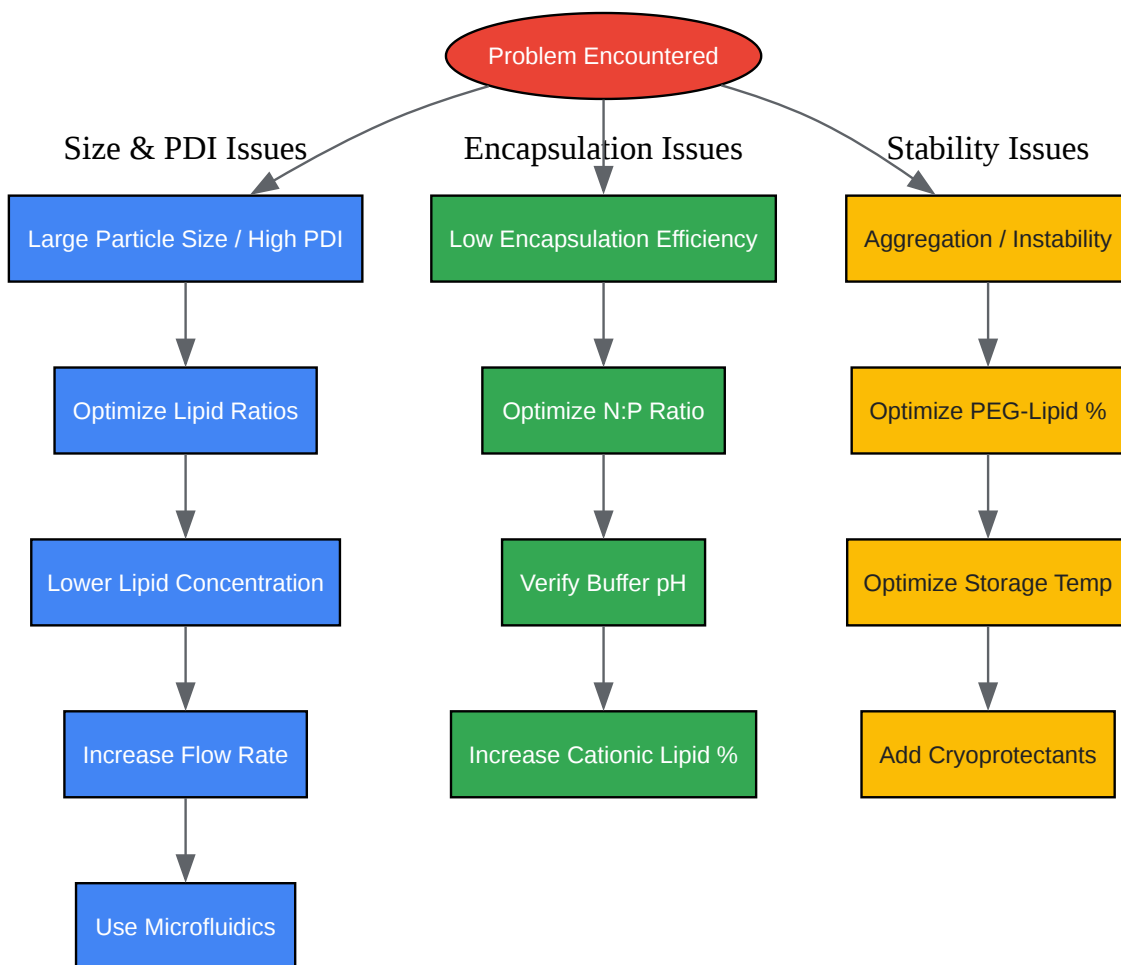 Problem Encountered
Size & PDI Issues
Encapsulation Issues
Stability Issues
Large Particle Size / High PDI
Low Encapsulation Efficiency
Aggregation / Instability
Optimize Lipid Ratios
Optimize N:P Ratio
Optimize PEG-Lipid %
Lower Lipid Concentration
Verify Buffer pH
Optimize Storage Temp
Increase Flow Rate
Increase Cationic Lipid %
Add Cryoprotectants
Use Microfluidics